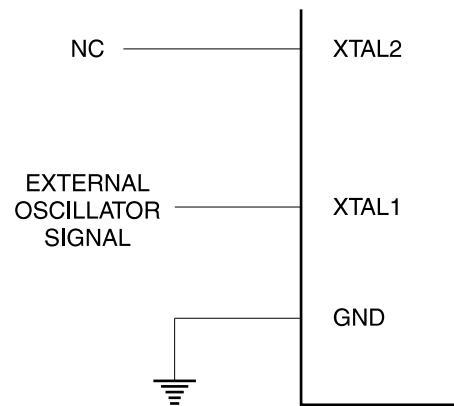 NC
XTAL2
EXTERNAL
OSCILLATOR
SIGNAL
XTAL1
GND